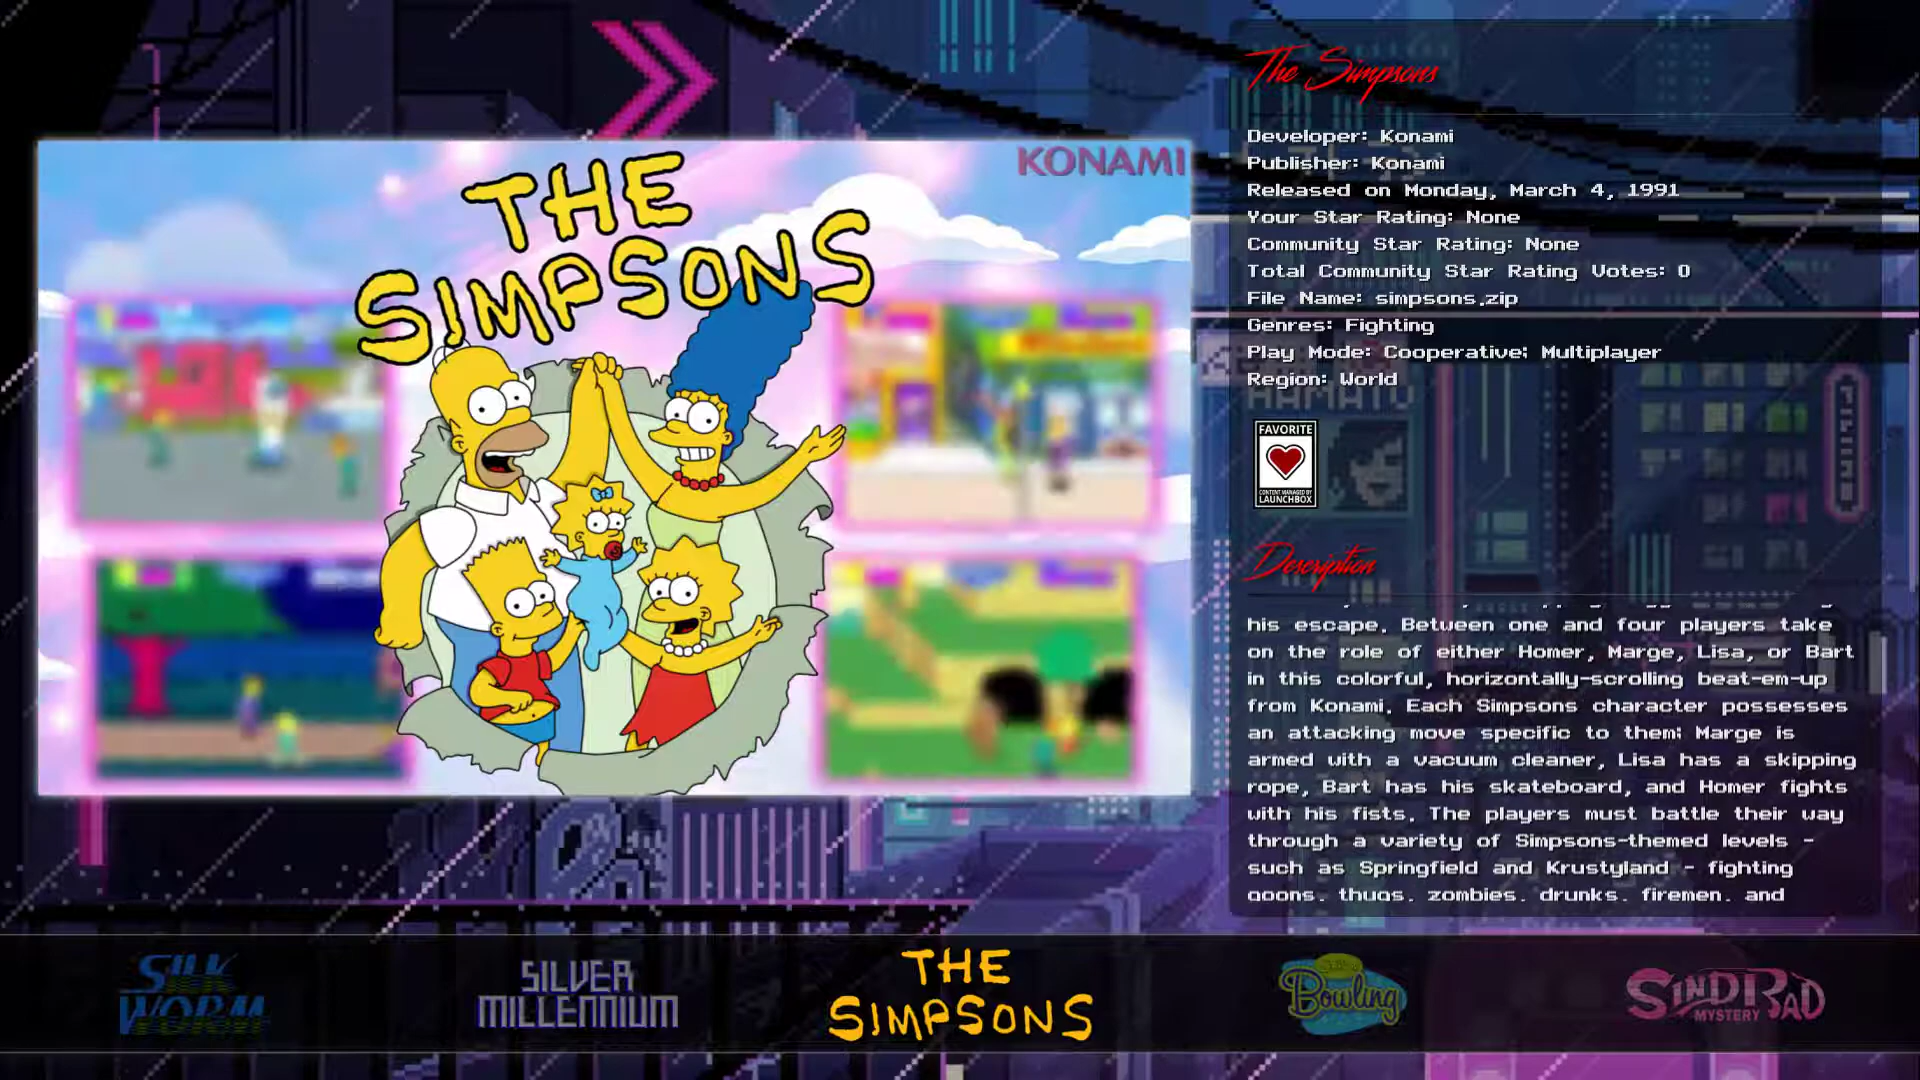 THE
SIMPSONS
KONAMI
The Simpsons
Developer: Konami
Publisher: Konami
Released on Monday, March 4, 1991
Your Star Rating: None
Community Star Rating: None
Total Community Star Rating Votes: 0
File Name: simpsons.zip
Genres: Fighting
Play Mode: Cooperative; Multiplayer
Region: World
FAVORITE
CONTENT MANAGED BY
LAUNCHBOX
Description
his escape. Between one and four players take
on the role of either Homer, Marge, Lisa, or Bart
in this colorful, horizontally-scrolling beat-em-up
from Konami. Each Simpsons character possesses
an attacking move specific to them; Marge is
armed with a vacuum cleaner, Lisa has a skipping
rope, Bart has his skateboard, and Homer fights
with his fists. The players must battle their way
through a variety of Simpsons-themed levels -
such as Springfield and Krustyland - fighting
goons, thugs, zombies, drunks, firemen, and
SILK
WORM
SILVER
MILLENNIUM
THE
SIMPSONS
Bowling
SINDBAD
MYSTERY